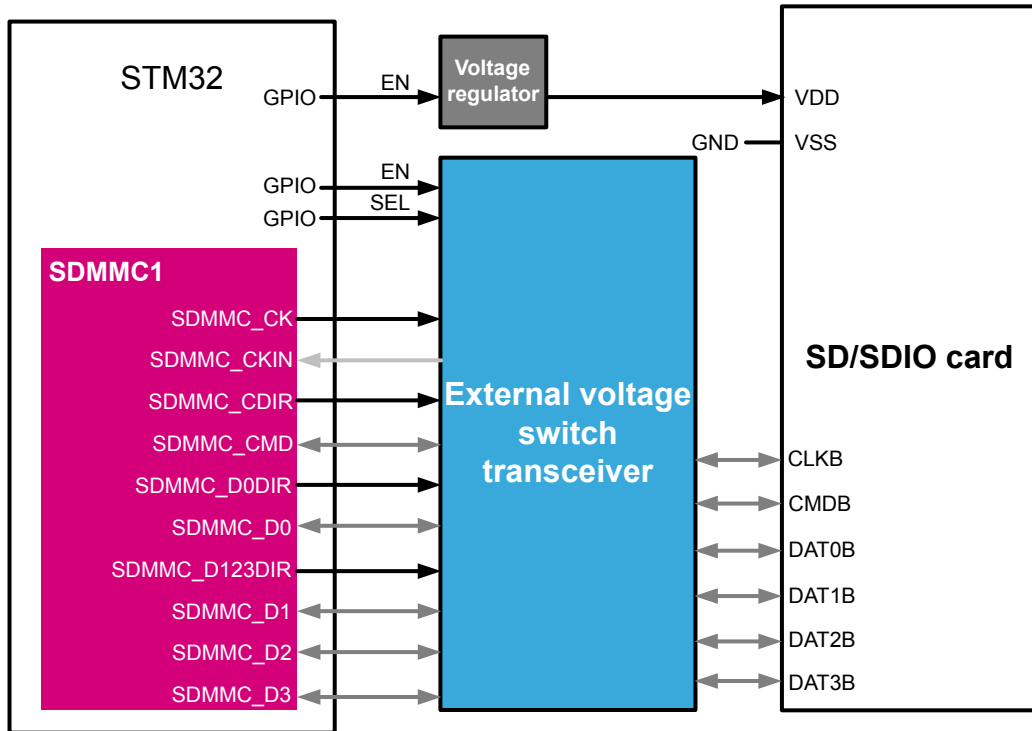 STM32
GPIO
EN
Voltage
regulator
VDD
GND
VSS
GPIO
EN
GPIO
SEL
SDMMC1
SDMMC_CK
SDMMC_CKIN
SDMMC_CDIR
SDMMC_CMD
SDMMC_D0DIR
SDMMC_D0
SDMMC_D123DIR
SDMMC_D1
SDMMC_D2
SDMMC_D3
External voltage
switch
transceiver
SD/SDIO card
CLKB
CMDB
DAT0B
DAT1B
DAT2B
DAT3B